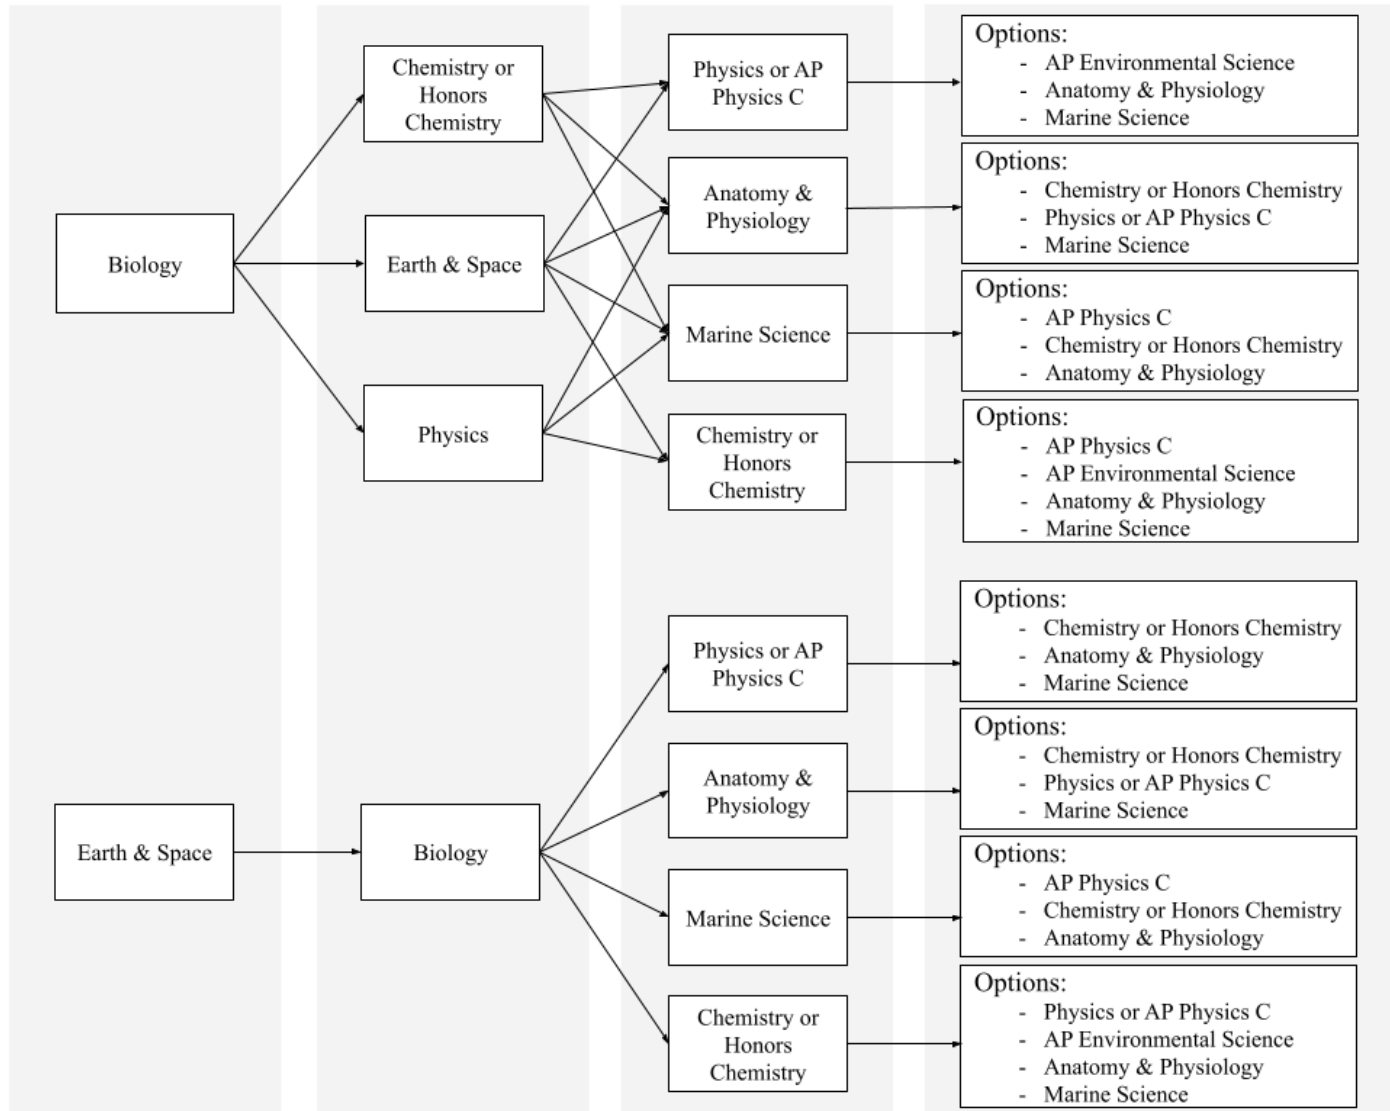 Biology
Chemistry or
Honors
Chemistry
Earth & Space
Physics
Physics or AP
Physics C
Anatomy &
Physiology
Marine Science
Chemistry or
Honors
Chemistry
Options:
- AP Environmental Science
- Anatomy & Physiology
- Marine Science
Options:
- Chemistry or Honors Chemistry
- Physics or AP Physics C
- Marine Science
Options:
- AP Physics C
- Chemistry or Honors Chemistry
- Anatomy & Physiology
Options:
- AP Physics C
- AP Environmental Science
- Anatomy & Physiology
- Marine Science
Earth & Space
Biology
Physics or AP
Physics C
Anatomy &
Physiology
Marine Science
Chemistry or
Honors
Chemistry
Options:
- Chemistry or Honors Chemistry
- Anatomy & Physiology
- Marine Science
Options:
- Chemistry or Honors Chemistry
- Physics or AP Physics C
- Marine Science
Options:
- AP Physics C
- Chemistry or Honors Chemistry
- Anatomy & Physiology
Options:
- Physics or AP Physics C
- AP Environmental Science
- Anatomy & Physiology
- Marine Science